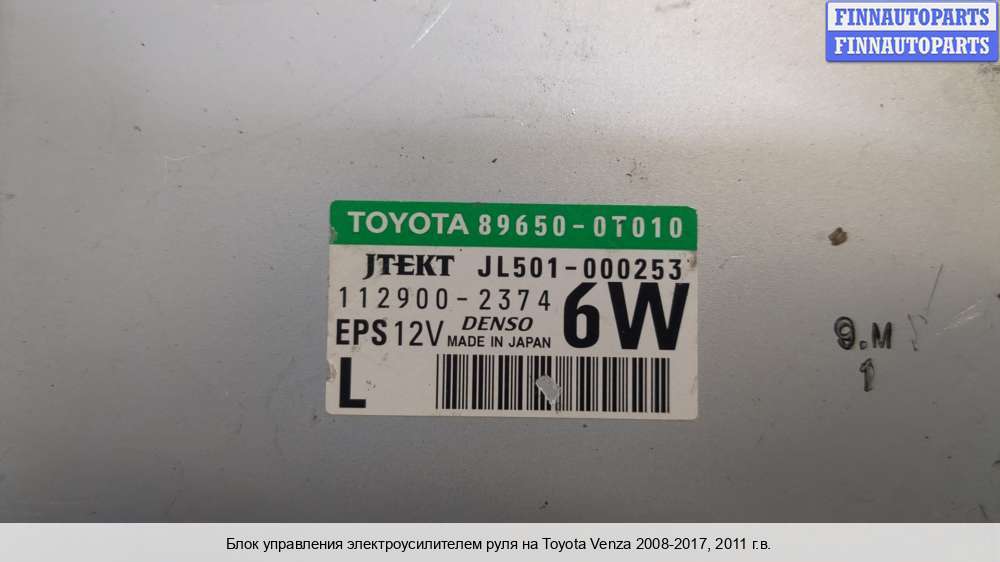 FINNAUTOPARTS
FINNAUTOPARTS
TOYOTA 89650-0T010
JTEKT JL501-000253
112900-2374
6W
EPS 12V DENSO
MADE IN JAPAN
L
9.M
1
Блок управления электроусилителем руля на Toyota Venza 2008-2017, 2011 г.в.